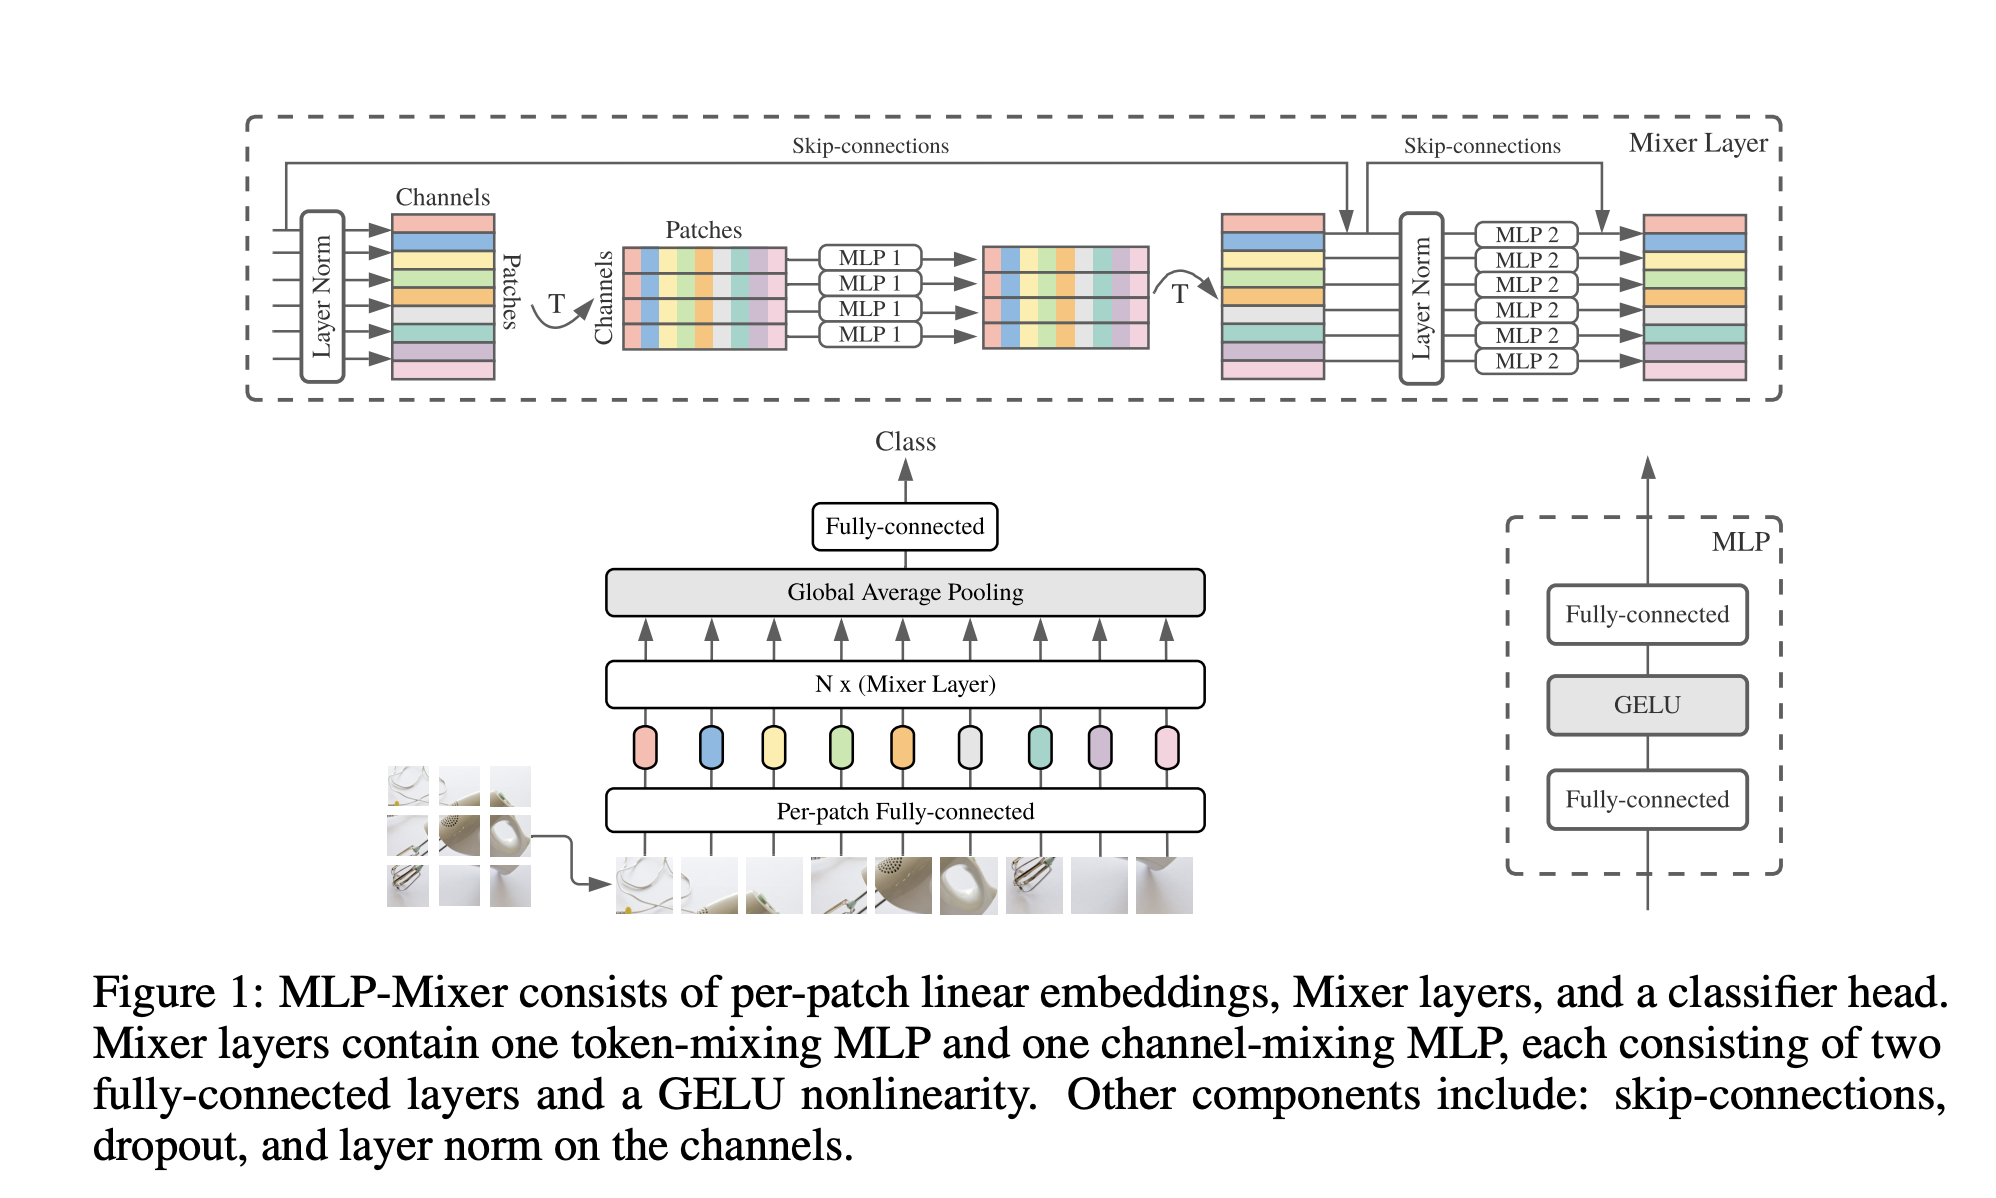 Skip-connections
Skip-connections
Mixer Layer
Channels
Patches
Layer Norm
Patches
T
Channels
MLP 1
MLP 1
MLP 1
MLP 1
T
Layer Norm
MLP 2
MLP 2
MLP 2
MLP 2
MLP 2
MLP 2
Class
Fully-connected
Global Average Pooling
N x (Mixer Layer)
Per-patch Fully-connected
MLP
Fully-connected
GELU
Fully-connected
Figure 1: MLP-Mixer consists of per-patch linear embeddings, Mixer layers, and a classifier head.
Mixer layers contain one token-mixing MLP and one channel-mixing MLP, each consisting of two
fully-connected layers and a GELU nonlinearity. Other components include: skip-connections,
dropout, and layer norm on the channels.